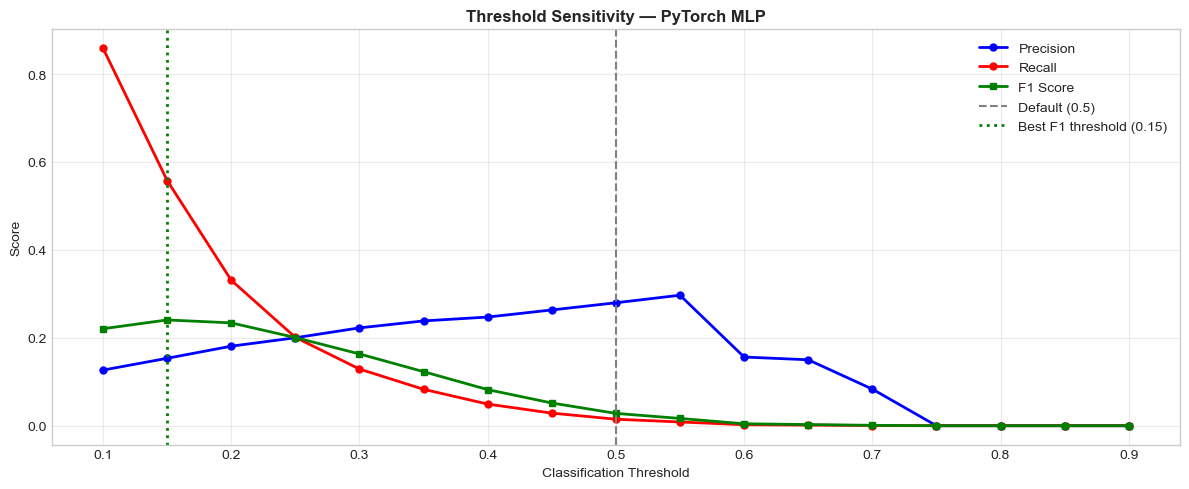 Threshold Sensitivity — PyTorch MLP
Precision
Recall
F1 Score
Default (0.5)
Best F1 threshold (0.15)
Score
0.8
0.6
0.4
0.2
0.0
0.1 0.2 0.3 0.4 0.5 0.6 0.7 0.8 0.9
Classification Threshold